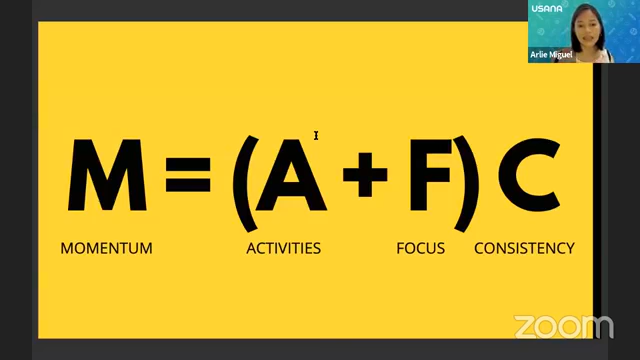 USANA
Arlie Miguel
M = (A + F) C
MOMENTUM ACTIVITIES FOCUS CONSISTENCY
zoom